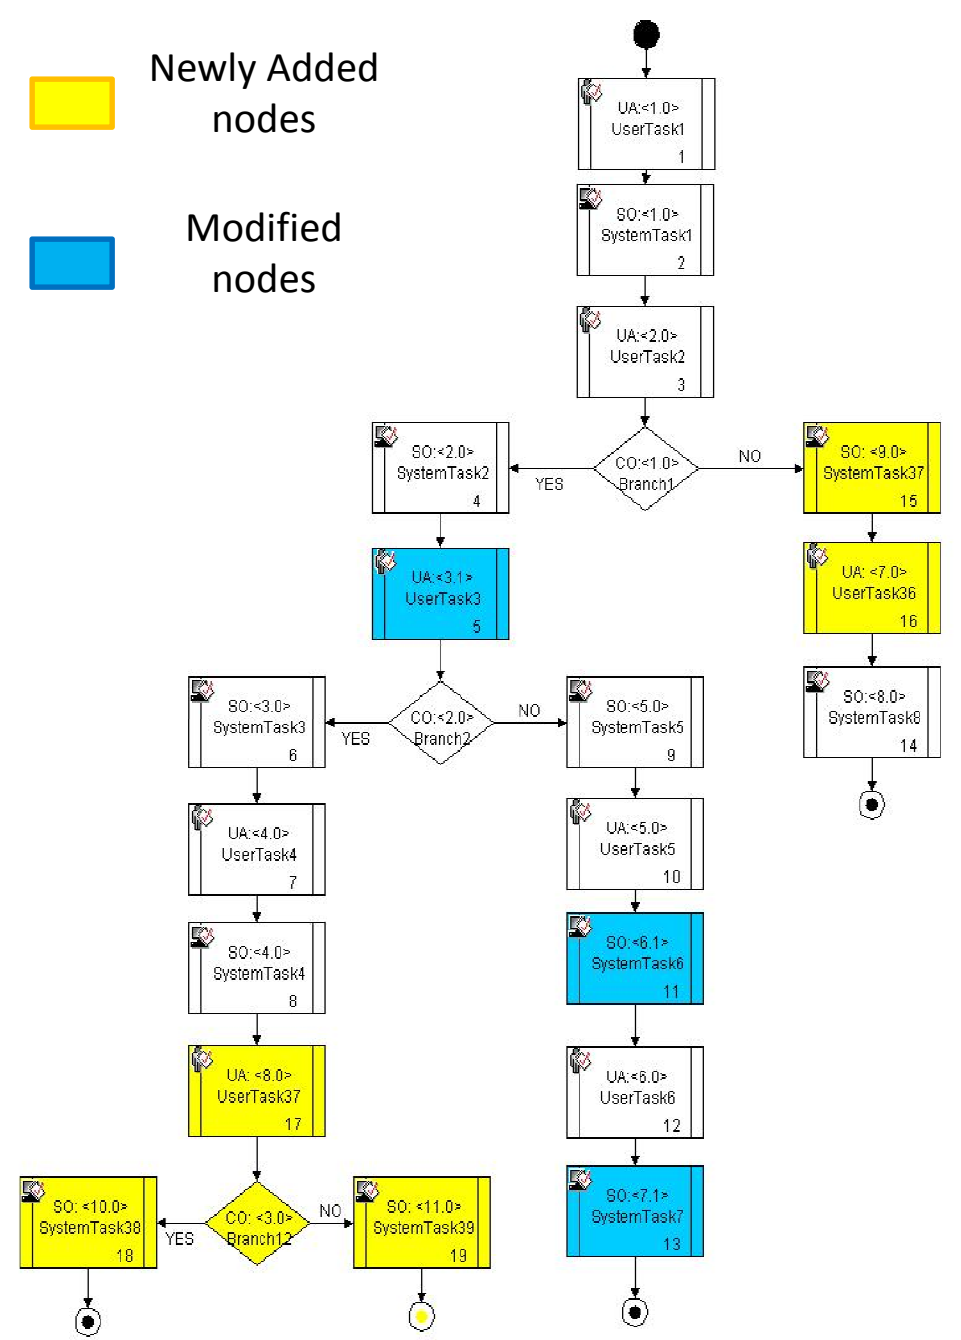 Newly Added
nodes
Modified
nodes
UA:<1.0>
UserTask1
1
SO:<1.0>
SystemTask1
2
UA:<2.0>
UserTask2
3
CO:<1.0>
Branch1
YES
NO
SO:<2.0>
SystemTask2
4
SO: <9.0>
SystemTask37
15
UA:<3.1>
UserTask3
5
UA: <7.0>
UserTask36
16
CO:<2.0>
Branch2
YES
NO
SO:<3.0>
SystemTask3
6
SO:<5.0>
SystemTask5
9
SO:<8.0>
SystemTask8
14
UA:<4.0>
UserTask4
7
UA:<5.0>
UserTask5
10
SO:<4.0>
SystemTask4
8
SO:<6.1>
SystemTask6
11
UA: <8.0>
UserTask37
17
UA:<6.0>
UserTask6
12
SO: <10.0>
SystemTask38
18
YES
CO: <3.0>
Branch12
NO
SO: <11.0>
SystemTask39
19
SO:<7.1>
SystemTask7
13